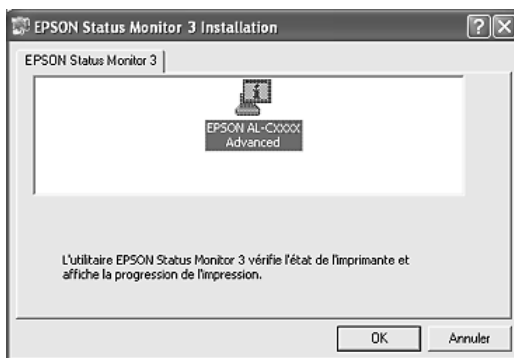 EPSON Status Monitor 3 Installation
EPSON Status Monitor 3
EPSON AL-CXXXX
Advanced
L'utilitaire EPSON Status Monitor 3 vérifie l'état de l'imprimante et
affiche la progression de l'impression.
OK
Annuler